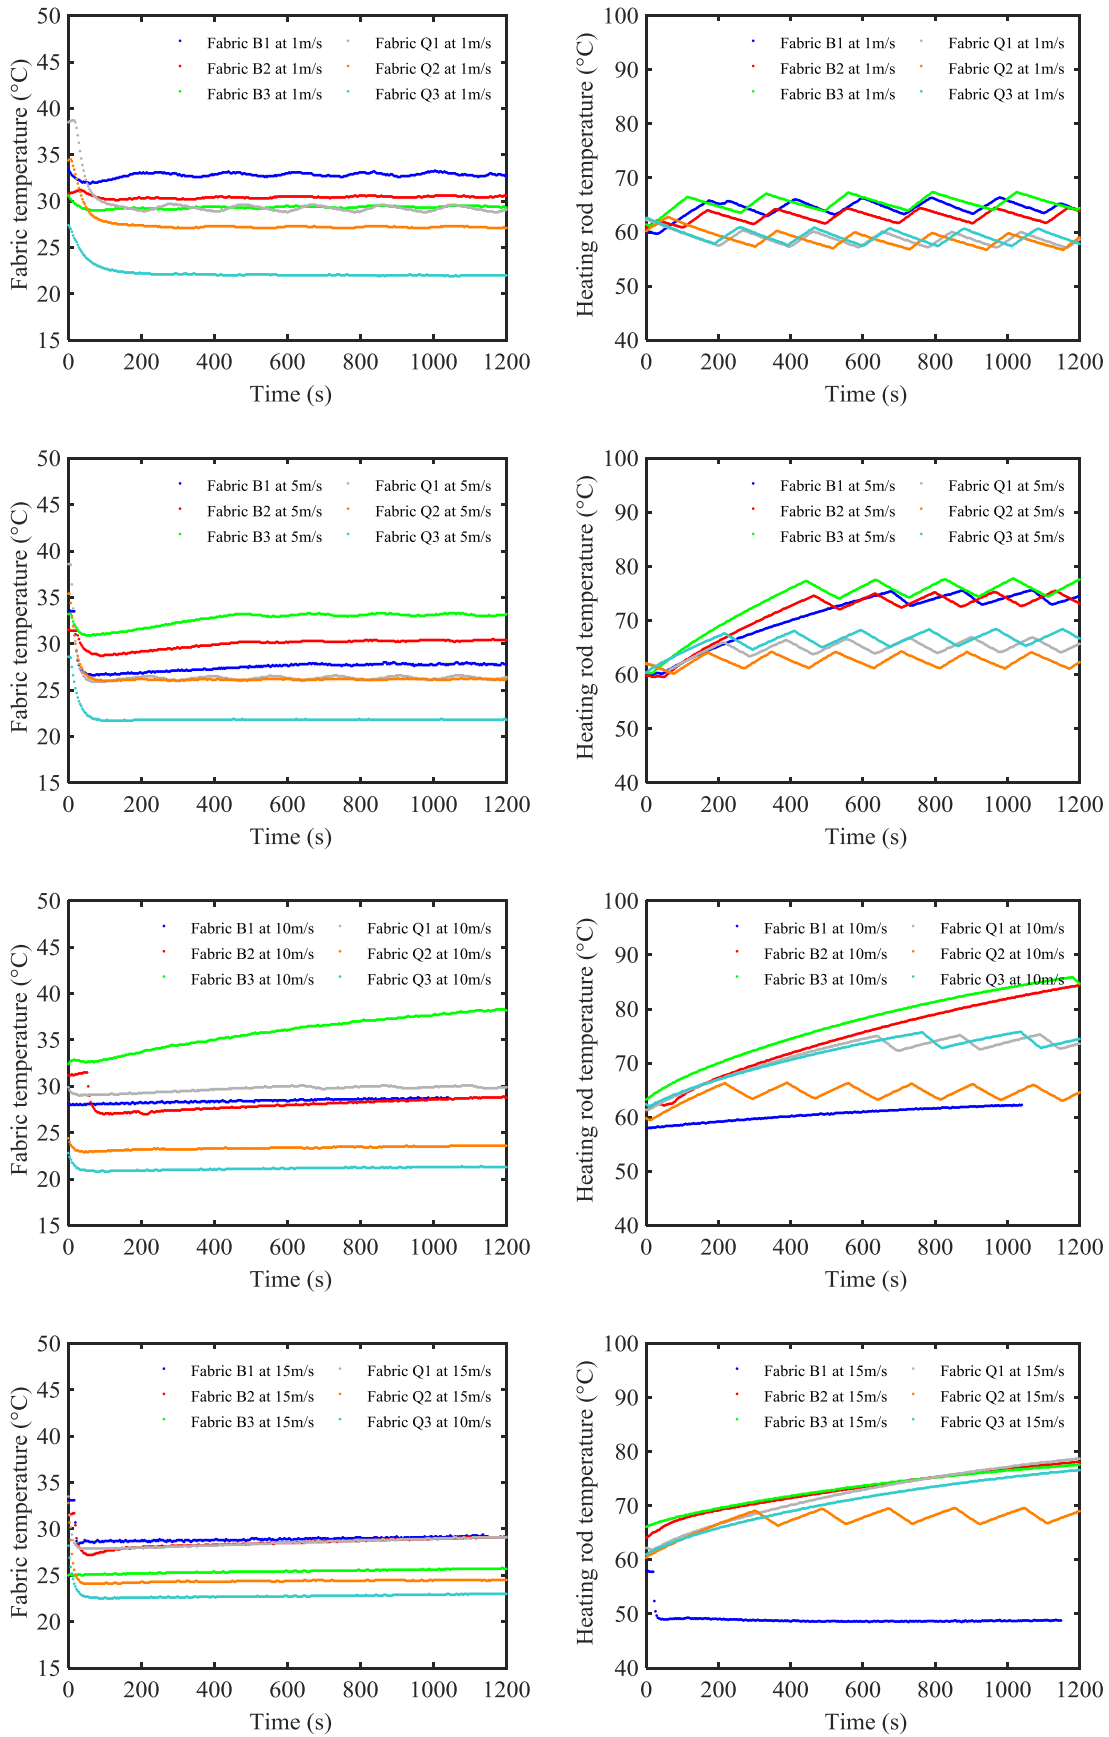 Fabric temperature (°C)
50
45
40
35
30
25
20
15
0 200 400 600 800 1000 1200
Time (s)
Fabric B1 at 1m/s Fabric Q1 at 1m/s
Fabric B2 at 1m/s Fabric Q2 at 1m/s
Fabric B3 at 1m/s Fabric Q3 at 1m/s
Heating rod temperature (°C)
100
90
80
70
60
50
40
0 200 400 600 800 1000 1200
Time (s)
Fabric B1 at 1m/s Fabric Q1 at 1m/s
Fabric B2 at 1m/s Fabric Q2 at 1m/s
Fabric B3 at 1m/s Fabric Q3 at 1m/s
Fabric temperature (°C)
50
45
40
35
30
25
20
15
0 200 400 600 800 1000 1200
Time (s)
Fabric B1 at 5m/s Fabric Q1 at 5m/s
Fabric B2 at 5m/s Fabric Q2 at 5m/s
Fabric B3 at 5m/s Fabric Q3 at 5m/s
Heating rod temperature (°C)
100
90
80
70
60
50
40
0 200 400 600 800 1000 1200
Time (s)
Fabric B1 at 5m/s Fabric Q1 at 5m/s
Fabric B2 at 5m/s Fabric Q2 at 5m/s
Fabric B3 at 5m/s Fabric Q3 at 5m/s
Fabric temperature (°C)
50
45
40
35
30
25
20
15
0 200 400 600 800 1000 1200
Time (s)
Fabric B1 at 10m/s Fabric Q1 at 10m/s
Fabric B2 at 10m/s Fabric Q2 at 10m/s
Fabric B3 at 10m/s Fabric Q3 at 10m/s
Heating rod temperature (°C)
100
90
80
70
60
50
40
0 200 400 600 800 1000 1200
Time (s)
Fabric B1 at 10m/s Fabric Q1 at 10m/s
Fabric B2 at 10m/s Fabric Q2 at 10m/s
Fabric B3 at 10m/s Fabric Q3 at 10m/s
Fabric temperature (°C)
50
45
40
35
30
25
20
15
0 200 400 600 800 1000 1200
Time (s)
Fabric B1 at 15m/s Fabric Q1 at 15m/s
Fabric B2 at 15m/s Fabric Q2 at 15m/s
Fabric B3 at 15m/s Fabric Q3 at 10m/s
Heating rod temperature (°C)
100
90
80
70
60
50
40
0 200 400 600 800 1000 1200
Time (s)
Fabric B1 at 15m/s Fabric Q1 at 15m/s
Fabric B2 at 15m/s Fabric Q2 at 15m/s
Fabric B3 at 15m/s Fabric Q3 at 15m/s